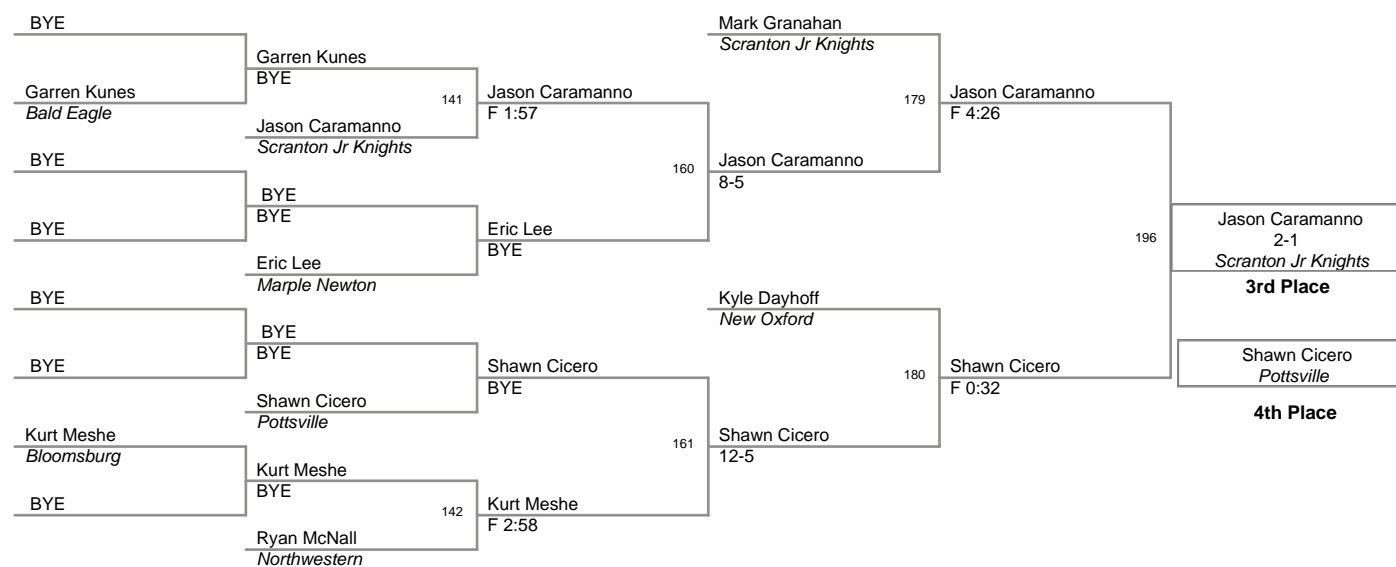 BYE
Garren Kunes
BYE
Garren Kunes
Bald Eagle
141
Jason Caramanno
F 1:57
Jason Caramanno
Scranton Jr Knights
BYE
BYE
BYE
BYE
Eric Lee
BYE
Eric Lee
Marple Newton
160
Jason Caramanno
8-5
Mark Granahan
Scranton Jr Knights
179
Jason Caramanno
F 4:26
BYE
BYE
BYE
BYE
Shawn Cicero
BYE
Shawn Cicero
Pottsville
Kurt Meshe
Bloomsburg
Kurt Meshe
BYE
BYE
142
Kurt Meshe
F 2:58
Ryan McNall
Northwestern
161
Shawn Cicero
12-5
Kyle Dayhoff
New Oxford
180
Shawn Cicero
F 0:32
196
Jason Caramanno
2-1
Scranton Jr Knights
3rd Place
Shawn Cicero
Pottsville
4th Place